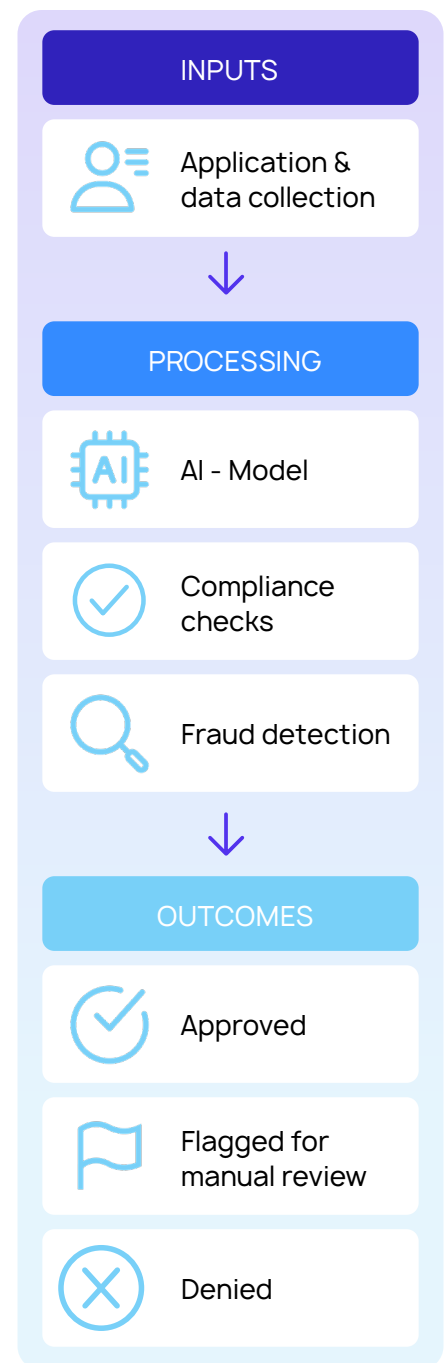 INPUTS
Application &
data collection
PROCESSING
AI
AI - Model
Compliance
checks
Fraud detection
OUTCOMES
Approved
Flagged for
manual review
Denied